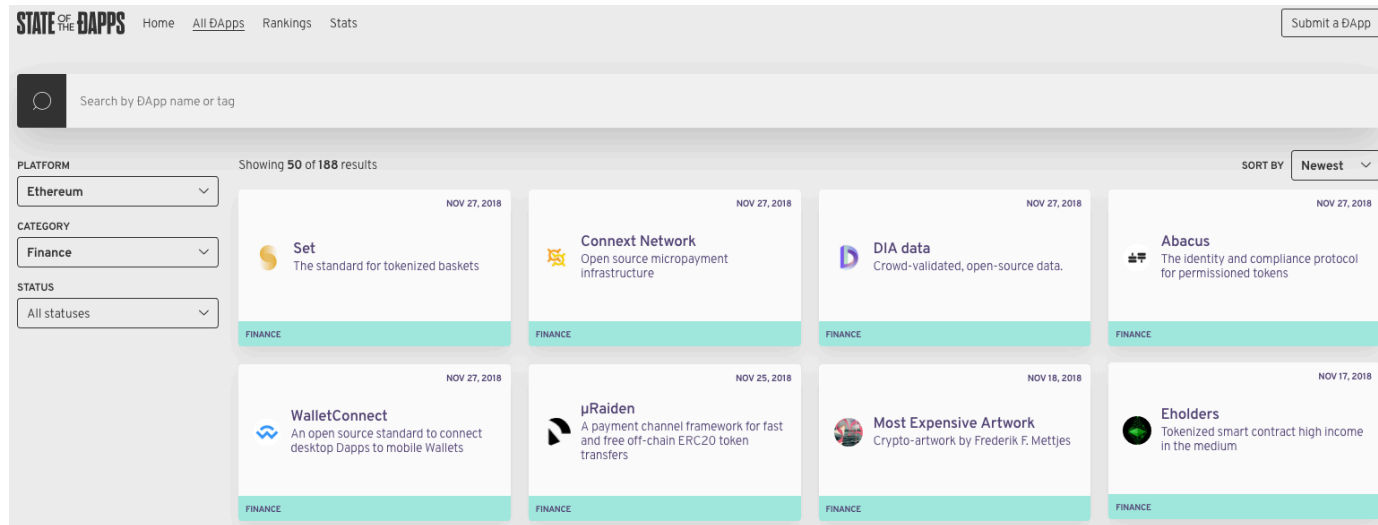 STATE OF THE ĐAPPS
Home
All ĐApps
Rankings
Stats
Submit a ĐApp
Search by ĐApp name or tag
PLATFORM
Ethereum
CATEGORY
Finance
STATUS
All statuses
Showing 50 of 188 results
SORT BY
Newest
NOV 27, 2018
Set
The standard for tokenized baskets
FINANCE
NOV 27, 2018
Connext Network
Open source micropayment
infrastructure
FINANCE
NOV 27, 2018
DIA data
Crowd-validated, open-source data.
FINANCE
NOV 27, 2018
Abacus
The identity and compliance protocol
for permissioned tokens
FINANCE
NOV 27, 2018
WalletConnect
An open source standard to connect
desktop Dapps to mobile Wallets
FINANCE
NOV 25, 2018
µRaiden
A payment channel framework for fast
and free off-chain ERC20 token
transfers
FINANCE
NOV 18, 2018
Most Expensive Artwork
Crypto-artwork by Frederik F. Mettjes
FINANCE
NOV 17, 2018
Eholders
Tokenized smart contract high income
in the medium
FINANCE